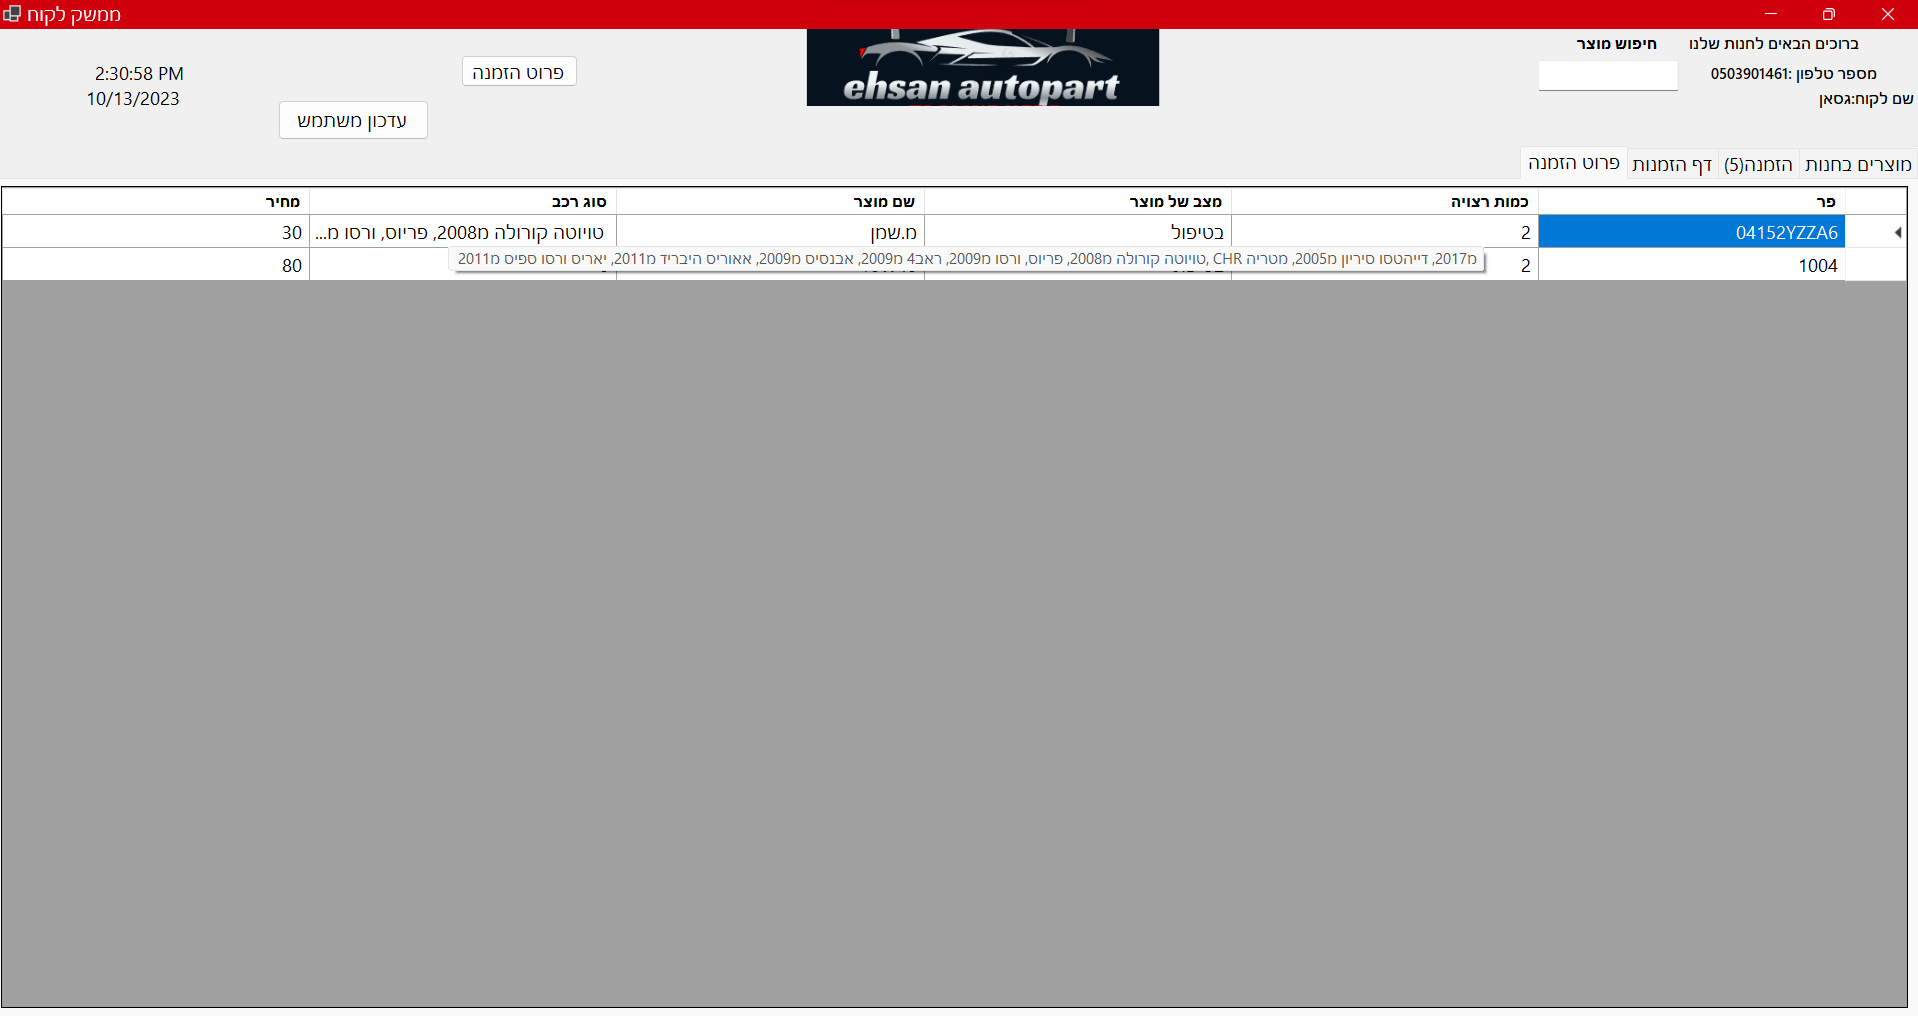 ממשק לקוח
ברוכים הבאים לחנות שלנו
חיפוש מוצר
ehsan autopart
פרוט הזמנה
2:30:58 PM
מספר טלפון :0503901461
10/13/2023
שם לקוח:גסאן
עדכון משתמש
מוצרים בחנות הזמנה(5) דף הזמנות פרוט הזמנה
פר כמות רצויה מצב של מוצר שם מוצר סוג רכב מחיר
04152YZZA6 2 בטיפול מ.שמן טויוטה קורולה מ2008, פריוס, ורסו מ... 30
מ2017, דייהטסו סיריון מ2005, מטריה CHR ,טויוטה קורולה מ2008, פריוס, ורסו מ2009, ראב4 מ2009, אבנסיס מ2009, אאוריס היבריד מ2011, יאריס ורסו ספיס מ2011
1004 2 80